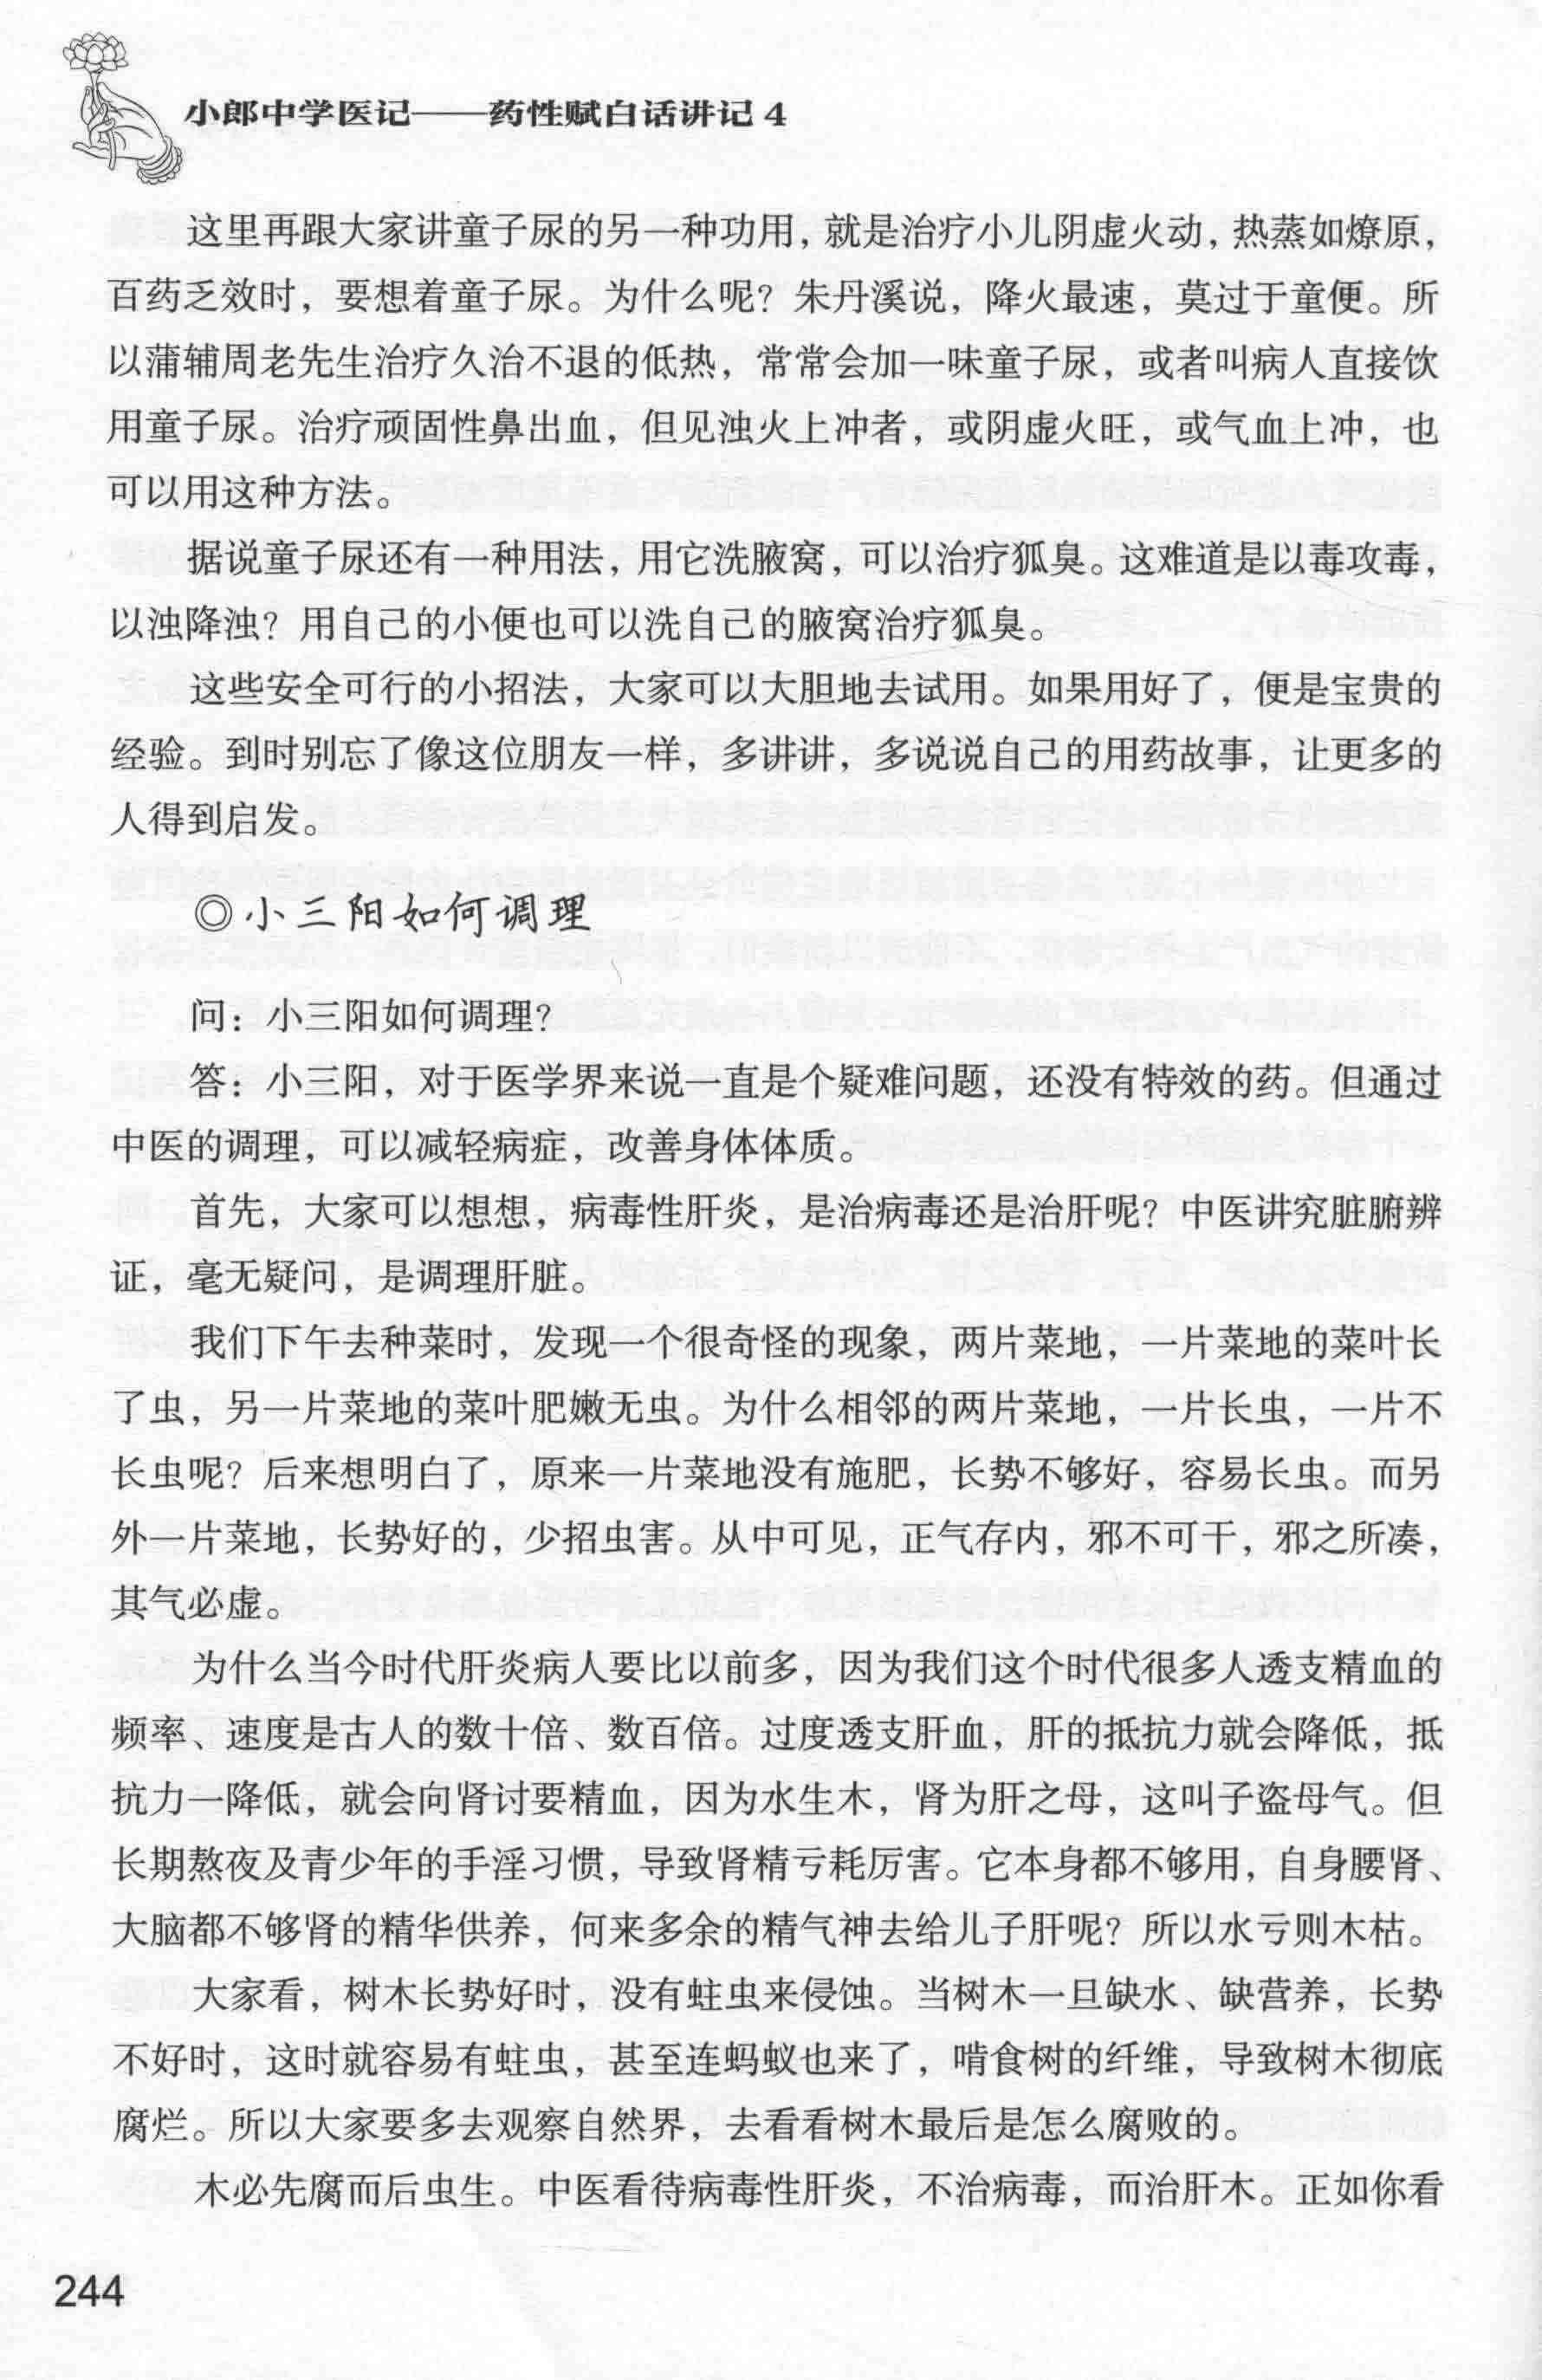 小郎中学医记——药性赋白话讲记 4
这里再跟大家讲童子尿的另一种功用，就是治疗小儿阴虚火动，热蒸如燎原，
百药乏效时，要想着童子尿。为什么呢？朱丹溪说，降火最速，莫过于童便。所
以蒲辅周老先生治疗久治不退的低热，常常会加一味童子尿，或者叫病人直接饮
用童子尿。治疗顽固性鼻出血，但见浊火上冲者，或阴虚火旺，或气血上冲，也
可以用这种方法。
据说童子尿还有一种用法，用它洗腋窝，可以治疗狐臭。这难道是以毒攻毒，
以浊降浊？用自己的小便也可以洗自己的腋窝治疗狐臭。
这些安全可行的小招法，大家可以大胆地去试用。如果用好了，便是宝贵的
经验。到时别忘了像这位朋友一样，多讲讲，多说说自己的用药故事，让更多的
人得到启发。
◎小三阳如何调理
问：小三阳如何调理？
答：小三阳，对于医学界来说一直是个疑难问题，还没有特效的药。但通过
中医的调理，可以减轻病症，改善身体体质。
首先，大家可以想想，病毒性肝炎，是治病毒还是治肝呢？中医讲究脏腑辨
证，毫无疑问，是调理肝脏。
我们下午去种菜时，发现一个很奇怪的现象，两片菜地，一片菜地的菜叶长
了虫，另一片菜地的菜叶肥嫩无虫。为什么相邻的两片菜地，一片长虫，一片不
长虫呢？后来想明白了，原来一片菜地没有施肥，长势不够好，容易长虫。而另
外一片菜地，长势好的，少招虫害。从中可见，正气存内，邪不可干，邪之所凑，
其气必虚。
为什么当今时代肝炎病人要比以前多，因为我们这个时代很多人透支精血的
频率、速度是古人的数十倍、数百倍。过度透支肝血，肝的抵抗力就会降低，抵
抗力一降低，就会向肾讨要精血，因为水生木，肾为肝之母，这叫子盗母气。但
长期熬夜及青少年的手淫习惯，导致肾精亏耗厉害。它本身都不够用，自身腰肾、
大脑都不够肾的精华供养，何来多余的精气神去给儿子肝呢？所以水亏则木枯。
大家看，树木长势好时，没有蛀虫来侵蚀。当树木一旦缺水、缺营养，长势
不好时，这时就容易有蛀虫，甚至连蚂蚁也来了，啃食树的纤维，导致树木彻底
腐烂。所以大家要多去观察自然界，去看看树木最后是怎么腐败的。
木必先腐而后虫生。中医看待病毒性肝炎，不治病毒，而治肝木。正如你看
244